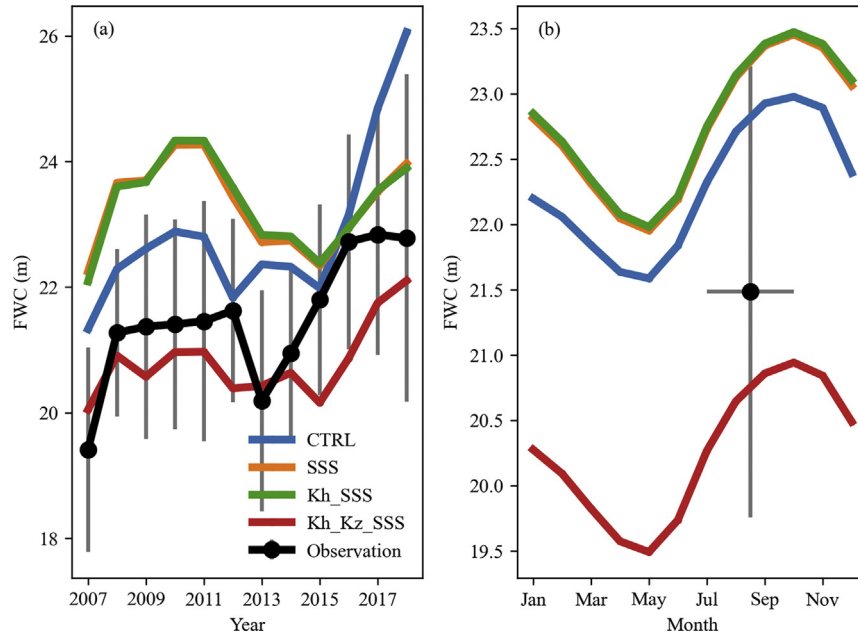 (a)
FWC (m)
26
24
22
20
18
CTRL
SSS
Kh_SSS
Kh_Kz_SSS
Observation
2007 2009 2011 2013 2015 2017
Year
(b)
FWC (m)
23.5
23.0
22.5
22.0
21.5
21.0
20.5
20.0
19.5
Jan Mar May Jul Sep Nov
Month